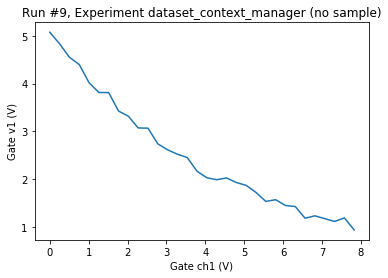 Run #9, Experiment dataset_context_manager (no sample)
5
4
3
2
1
Gate v1 (V)
0 1 2 3 4 5 6 7 8
Gate ch1 (V)